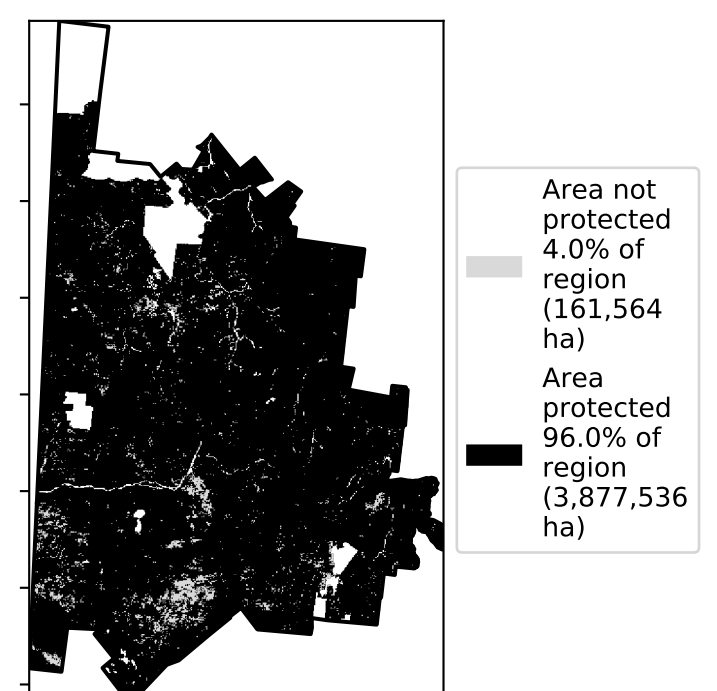 Area not
protected
4.0% of
region
(161,564
ha)
Area
protected
96.0% of
region
(3,877,536
ha)